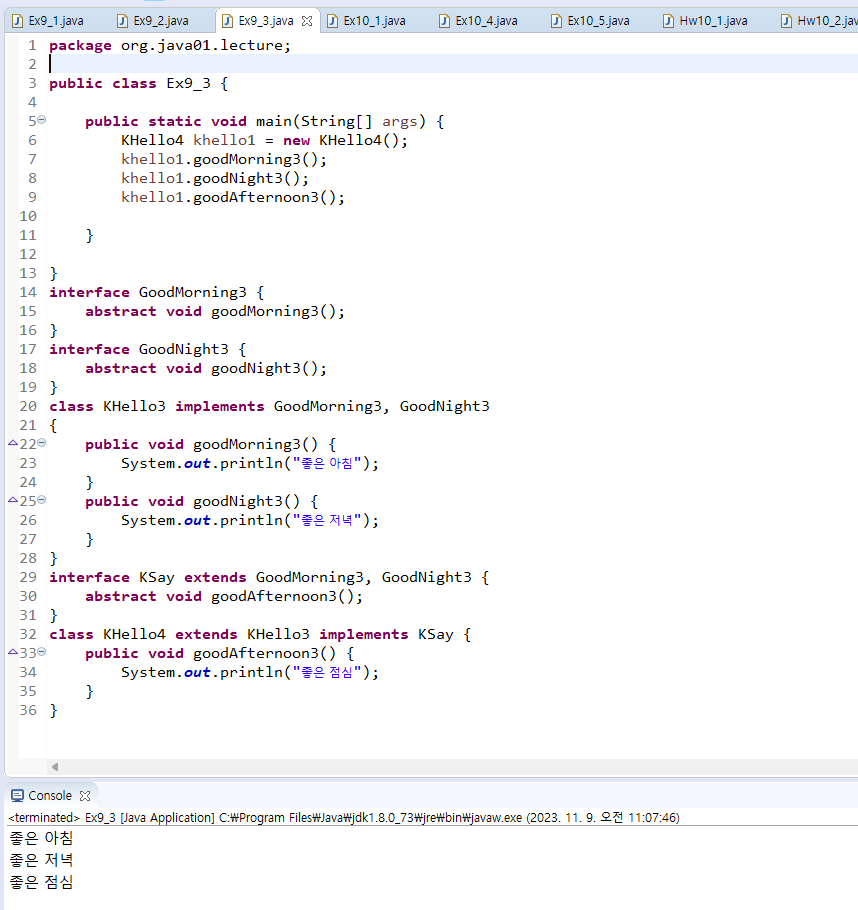 Ex9_1.java Ex9_2.java Ex9_3.java Ex10_1.java Ex10_4.java Ex10_5.java Hw10_1.java Hw10_2.jav
1 package org.java01.lecture;
2
3 public class Ex9_3 {
4
5     public static void main(String[] args) {
6         KHello4 khello1 = new KHello4();
7         khello1.goodMorning3();
8         khello1.goodNight3();
9         khello1.goodAfternoon3();
10
11     }
12
13 }
14 interface GoodMorning3 {
15     abstract void goodMorning3();
16 }
17 interface GoodNight3 {
18     abstract void goodNight3();
19 }
20 class KHello3 implements GoodMorning3, GoodNight3
21 {
22     public void goodMorning3() {
23         System.out.println("좋은 아침");
24     }
25     public void goodNight3() {
26         System.out.println("좋은 저녁");
27     }
28 }
29 interface KSay extends GoodMorning3, GoodNight3 {
30     abstract void goodAfternoon3();
31 }
32 class KHello4 extends KHello3 implements KSay {
33     public void goodAfternoon3() {
34         System.out.println("좋은 점심");
35     }
36 }
Console
<terminated> Ex9_3 [Java Application] C:₩Program Files₩Java₩jdk1.8.0_73₩jre₩bin₩javaw.exe (2023. 11. 9. 오전 11:07:46)
좋은 아침
좋은 저녁
좋은 점심